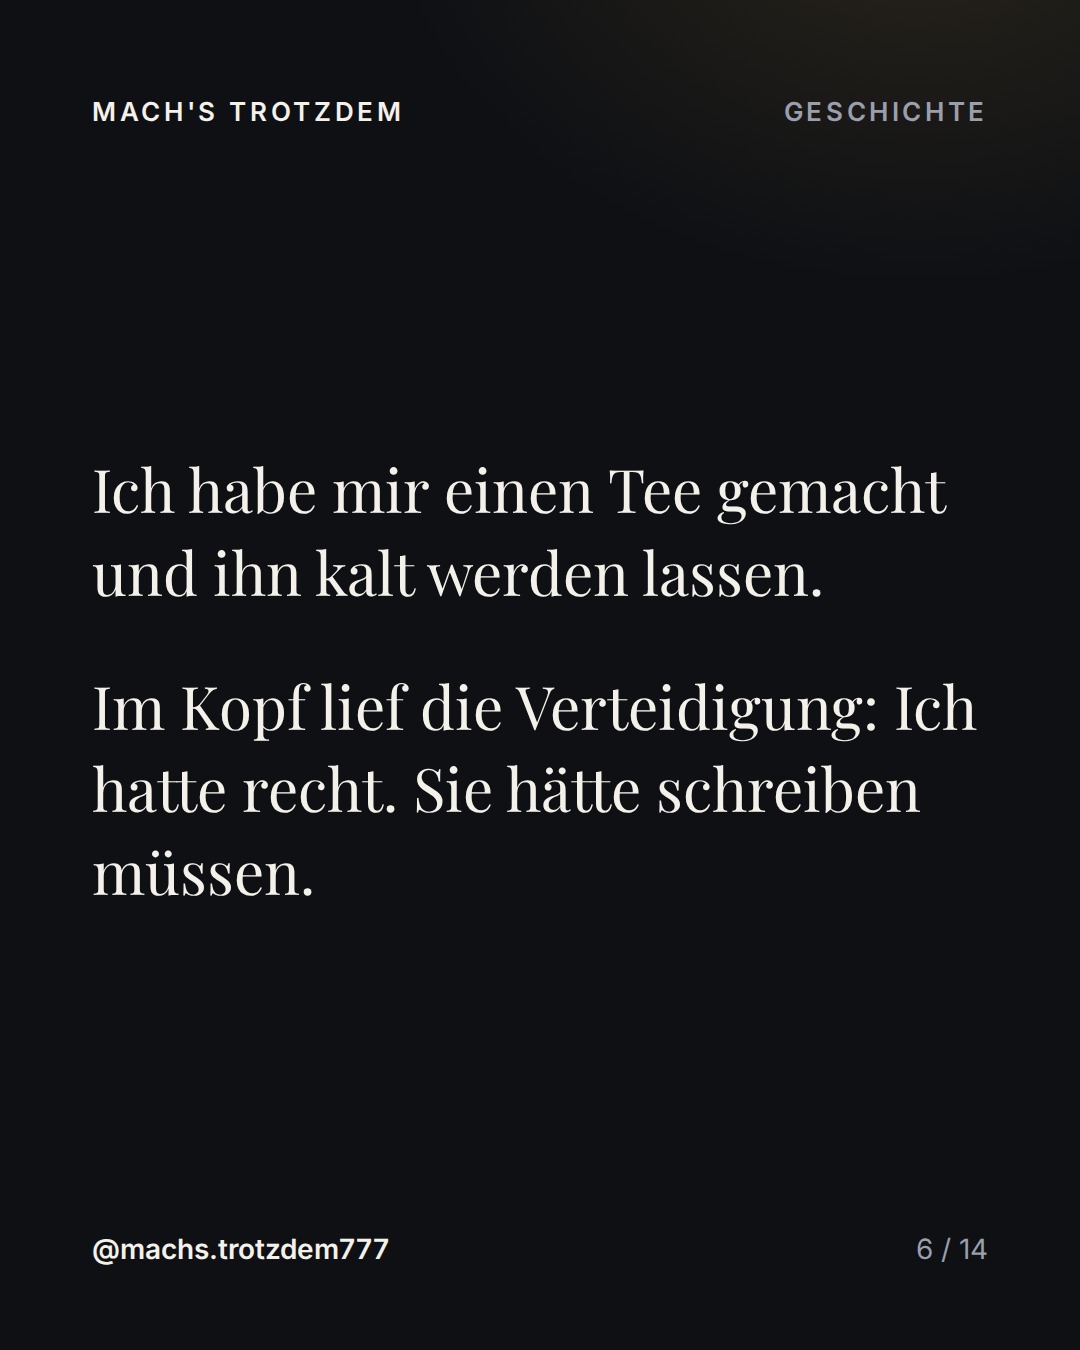 MACH'S TROTZDEM
GESCHICHTE
Ich habe mir einen Tee gemacht
und ihn kalt werden lassen.
Im Kopf lief die Verteidigung: Ich
hatte recht. Sie hätte schreiben
müssen.
@machs.trotzdem777
6 / 14